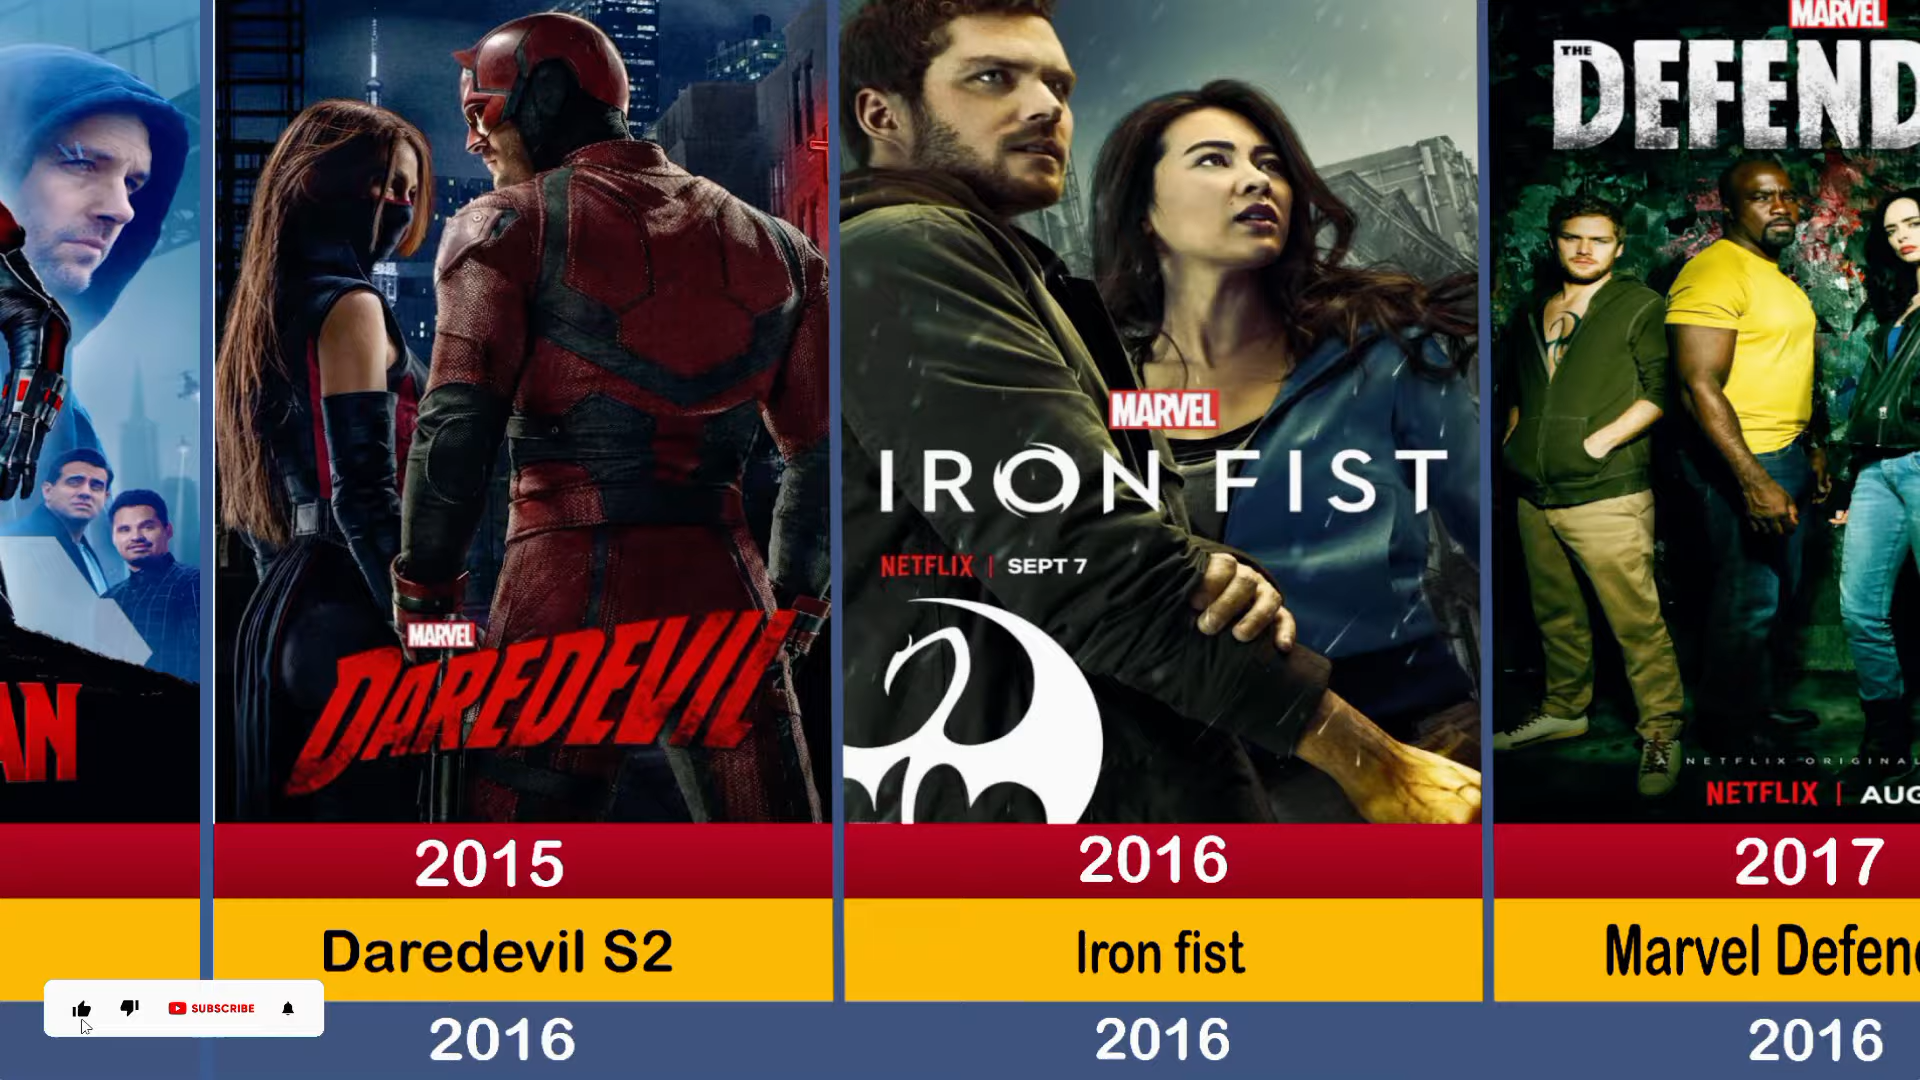 AN
MARVEL
DAREDEVIL
2015
Daredevil S2
2016
MARVEL
IRON FIST
NETFLIX | SEPT 7
2016
Iron fist
2016
MARVEL
THE
DEFEND
NETFLIX ORIGINAL
NETFLIX | AUG
2017
Marvel Defen
2016
SUBSCRIBE